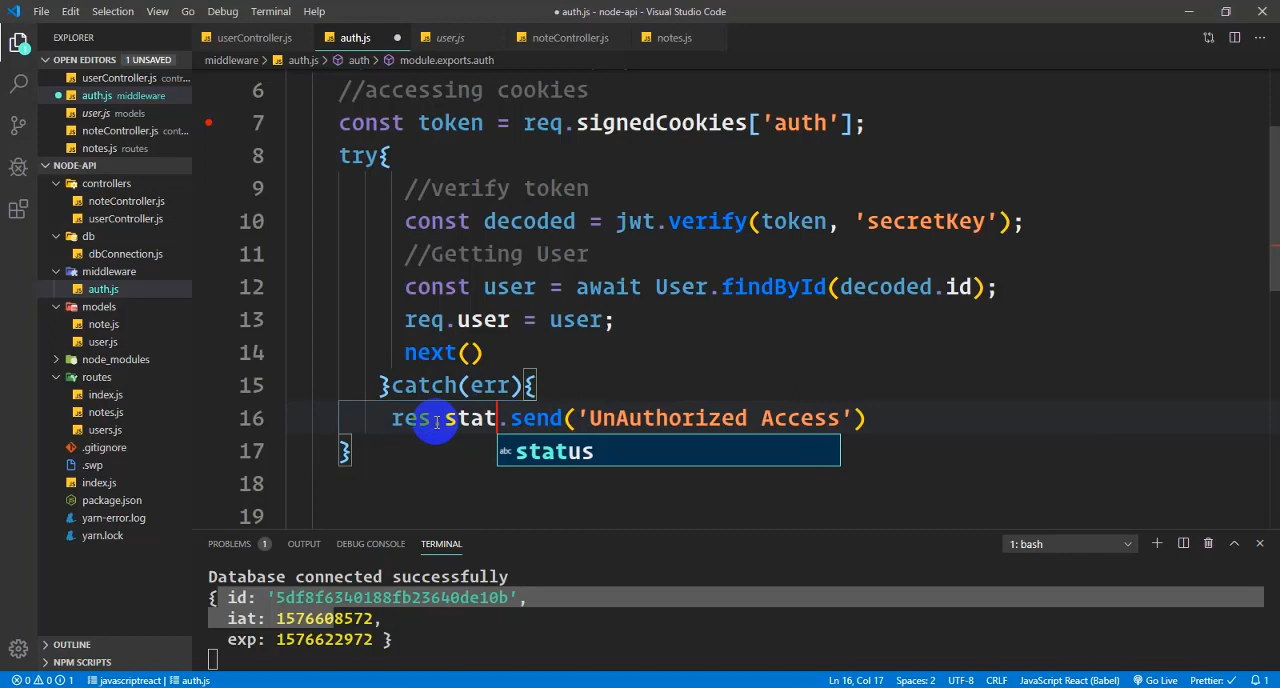 File Edit Selection View Go Debug Terminal Help
● auth.js - node-api - Visual Studio Code
EXPLORER
OPEN EDITORS 1 UNSAVED
userController.js contr...
auth.js middleware
user.js models
noteController.js cont...
notes.js routes
NODE-API
controllers
noteController.js
userController.js
db
dbConnection.js
middleware
auth.js
models
note.js
user.js
node_modules
routes
index.js
notes.js
users.js
.gitignore
.swp
index.js
package.json
yarn-error.log
yarn.lock
OUTLINE
NPM SCRIPTS
userController.js auth.js user.js noteController.js notes.js
middleware > auth.js > auth > module.exports.auth
6 //accessing cookies
7 const token = req.signedCookies['auth'];
8 try{
9 //verify token
10 const decoded = jwt.verify(token, 'secretKey');
11 //Getting User
12 const user = await User.findById(decoded.id);
13 req.user = user;
14 next()
15 }catch(err){
16 res.stat.send('UnAuthorized Access')
abc status
17 }
18
19
PROBLEMS 1 OUTPUT DEBUG CONSOLE TERMINAL 1: bash
Database connected successfully
{ id: '5df8f6340188fb23640de10b',
iat: 1576608572,
exp: 1576622972 }
0 0 1 javascriptreact | auth.js Ln 16, Col 17 Spaces: 2 UTF-8 CRLF JavaScript React (Babel) Go Live Prettier: ✓ 1